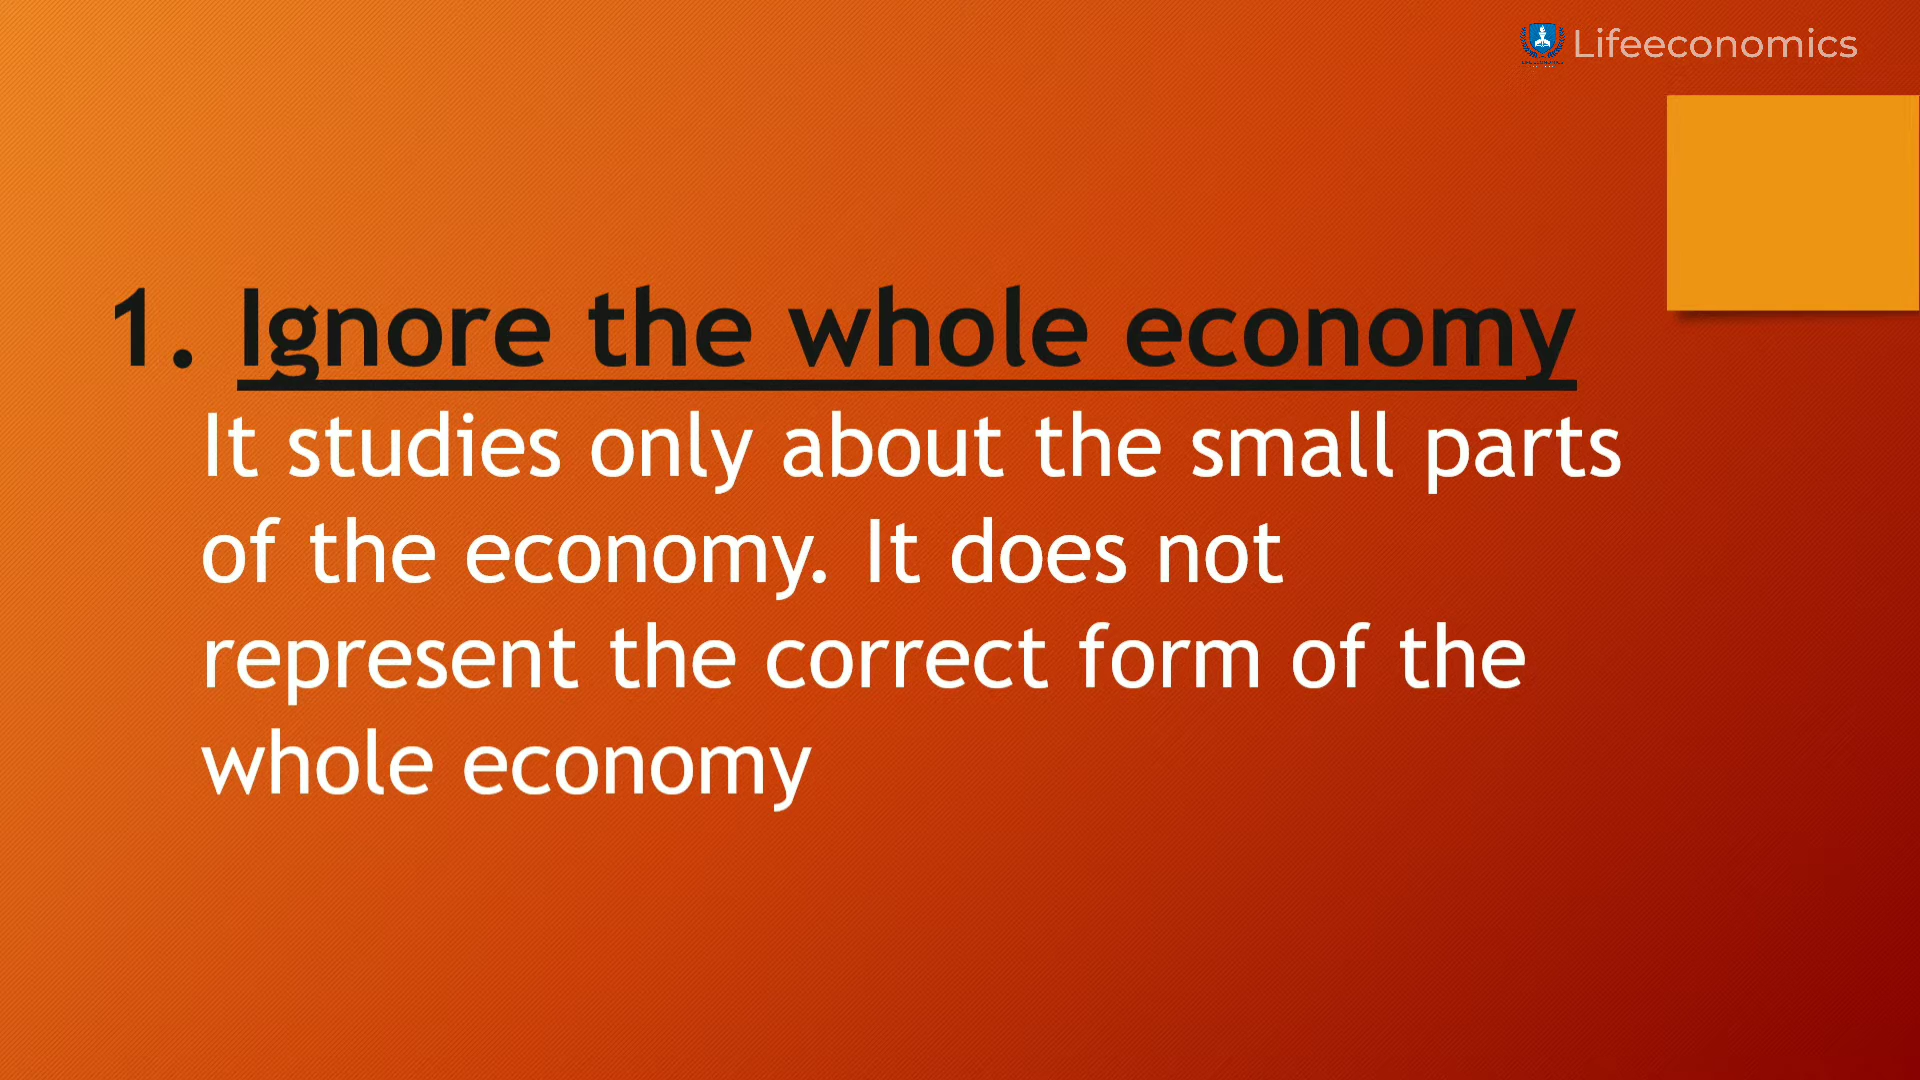 Lifeeconomics
1. Ignore the whole economy
It studies only about the small parts
of the economy. It does not
represent the correct form of the
whole economy